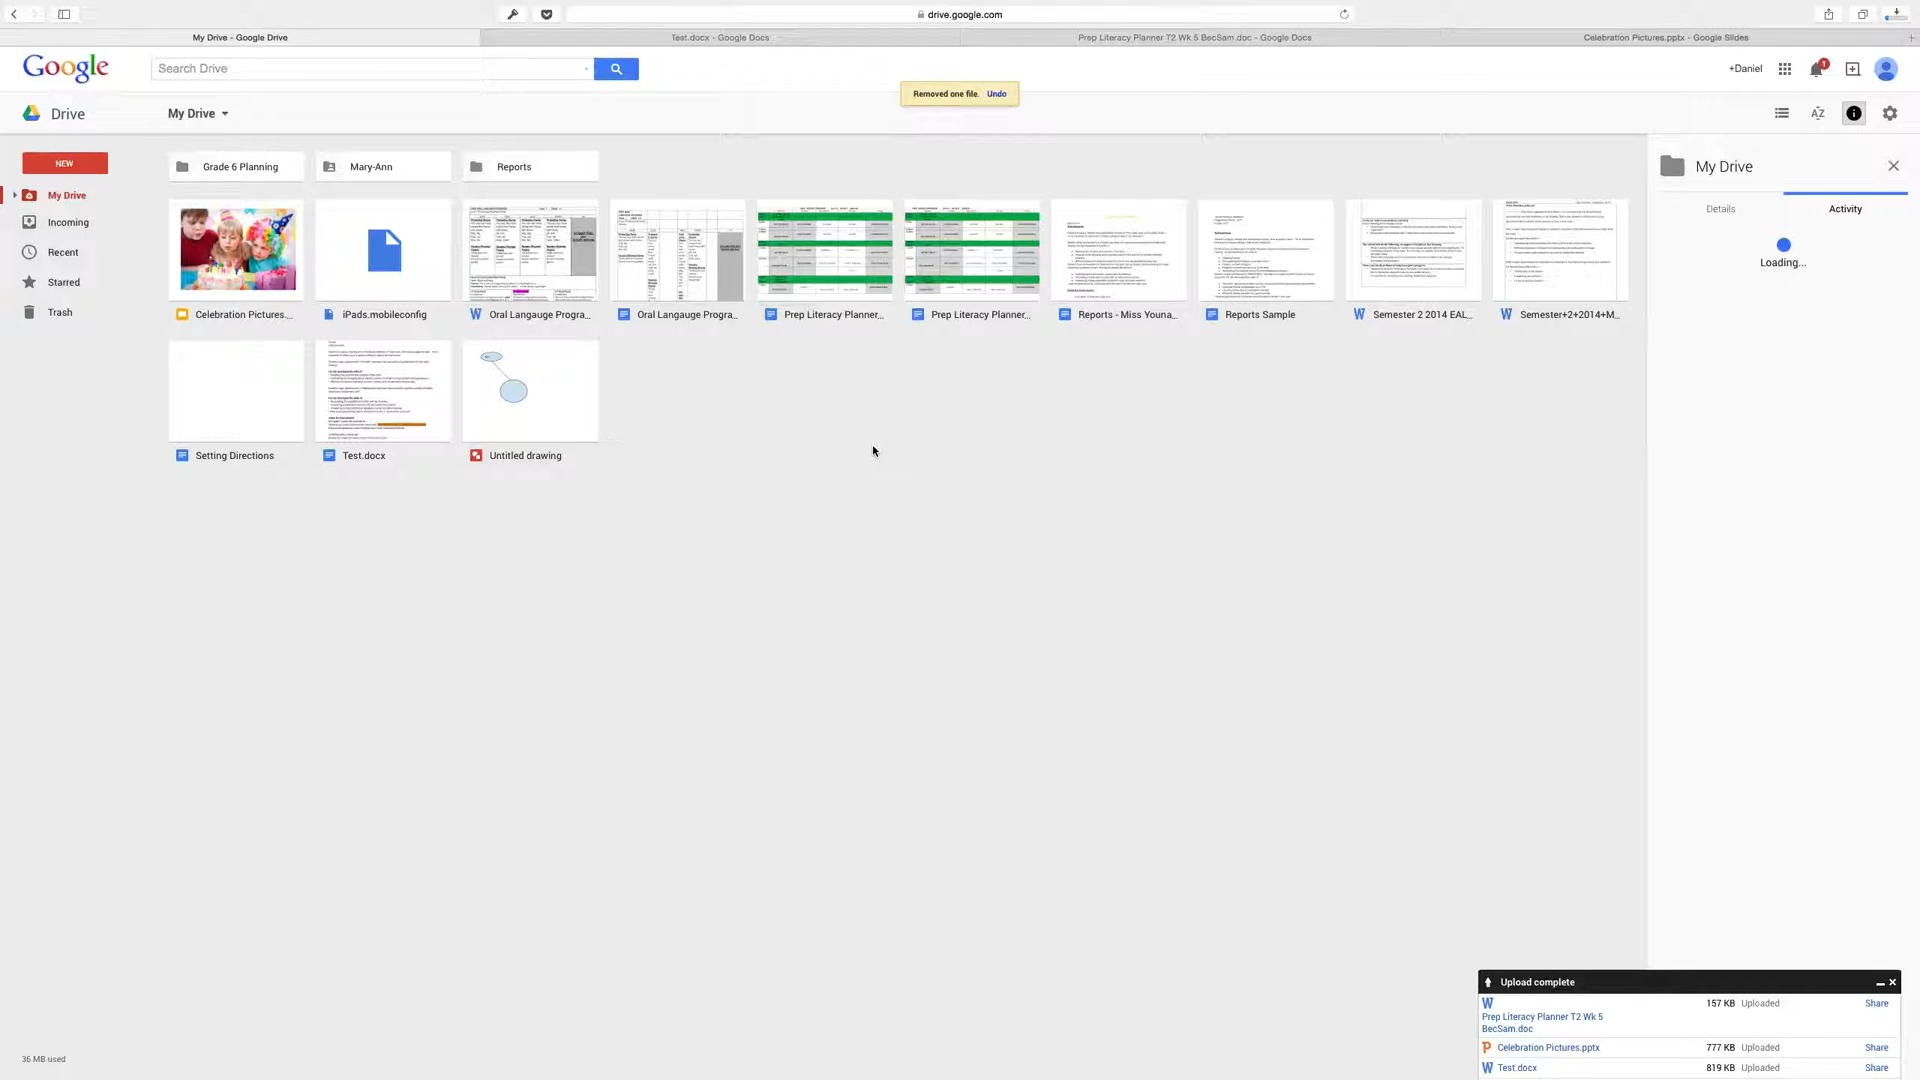 drive.google.com
My Drive - Google Drive
Test.docx - Google Docs
Prep Literacy Planner T2 Wk 5 BecSam.doc - Google Docs
Celebration Pictures.pptx - Google Slides
Google
Search Drive
+Daniel
1
Removed one file. Undo
Drive
My Drive
AZ
NEW
My Drive
Incoming
Recent
Starred
Trash
Grade 6 Planning
Mary-Ann
Reports
Celebration Pictures....
iPads.mobileconfig
Oral Langauge Progra...
Oral Langauge Progra...
Prep Literacy Planner...
Prep Literacy Planner...
Reports - Miss Youna...
Reports Sample
Semester 2 2014 EAL...
Semester+2+2014+M...
Setting Directions
Test.docx
Untitled drawing
My Drive
Details
Activity
Loading...
Upload complete
Prep Literacy Planner T2 Wk 5
BecSam.doc
157 KB Uploaded Share
Celebration Pictures.pptx 777 KB Uploaded Share
Test.docx 819 KB Uploaded Share
36 MB used